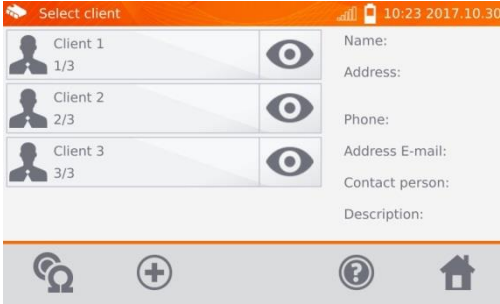 Select client
10:23 2017.10.30
Client 1
1/3
Client 2
2/3
Client 3
3/3
Name:
Address:
Phone:
Address E-mail:
Contact person:
Description: